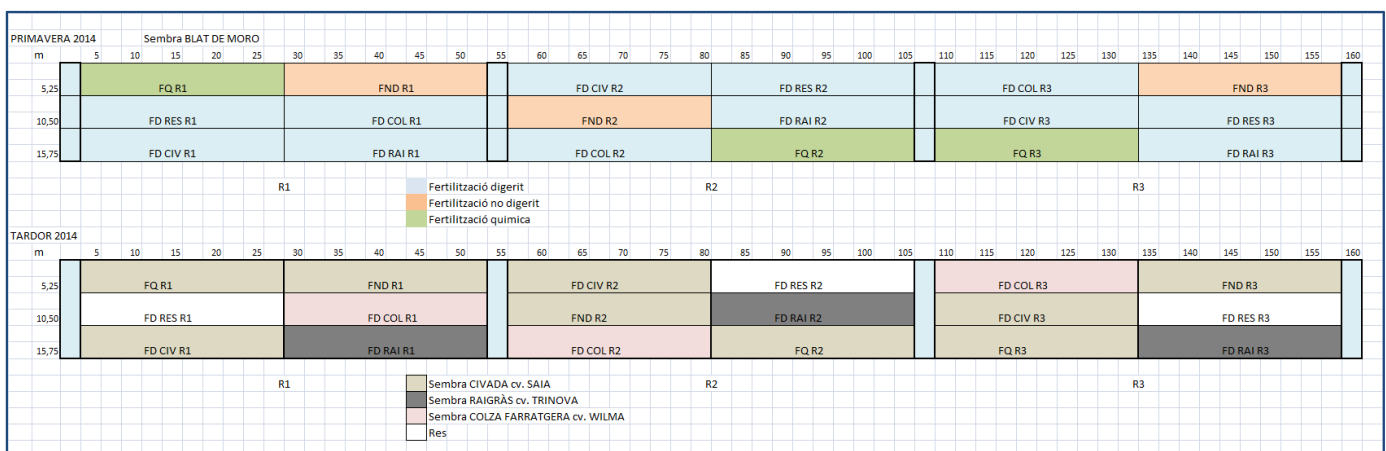 PRIMAVERA 2014 Sembra BLAT DE MORO
m 5 10 15 20 25 30 35 40 45 50 55 60 65 70 75 80 85 90 95 100 105 110 115 120 125 130 135 140 145 150 155 160
5,25 FQ R1 FND R1 FD CIV R2 FD RES R2 FD COL R3 FND R3
10,50 FD RES R1 FD COL R1 FND R2 FD RAI R2 FD CIV R3 FD RES R3
15,75 FD CIV R1 FD RAI R1 FD COL R2 FQ R2 FQ R3 FD RAI R3
R1 Fertilització digerit R2 R3
Fertilització no digerit
Fertilització quimica
TARDOR 2014
m 5 10 15 20 25 30 35 40 45 50 55 60 65 70 75 80 85 90 95 100 105 110 115 120 125 130 135 140 145 150 155 160
5,25 FQ R1 FND R1 FD CIV R2 FD RES R2 FD COL R3 FND R3
10,50 FD RES R1 FD COL R1 FND R2 FD RAI R2 FD CIV R3 FD RES R3
15,75 FD CIV R1 FD RAI R1 FD COL R2 FQ R2 FQ R3 FD RAI R3
R1 Sembra CIVADA cv. SAIA R2 R3
Sembra RAIGRÀS cv. TRINOVA
Sembra COLZA FARRATGERA cv. WILMA
Res